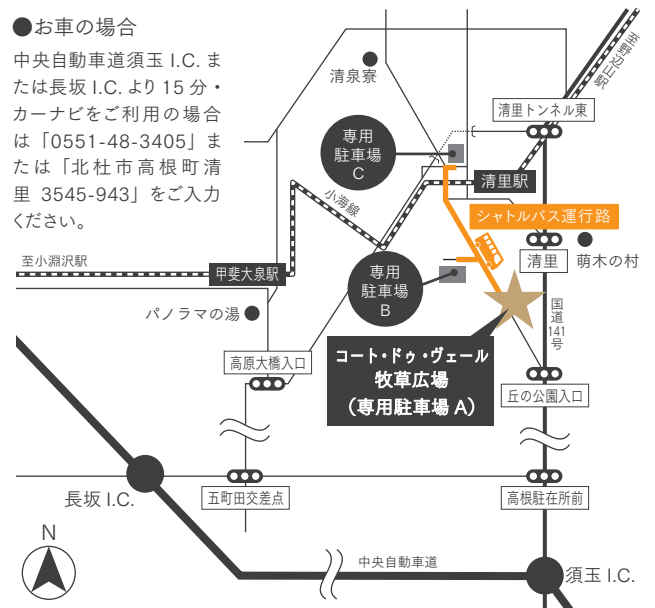 ●お車の場合
中央自動車道須玉 I.C. ま
たは長坂 I.C. より 15 分・
カーナビをご利用の場合
は「0551-48-3405」ま
たは「北杜市高根町清
里 3545-943」をご入力
ください。
至野辺山駅
清泉寮
清里トンネル東
専用
駐車場
C
清里駅
小海線
シャトルバス運行路
至小淵沢駅
甲斐大泉駅
清里
萌木の村
専用
駐車場
B
パノラマの湯
国道141号
コート・ドゥ・ヴェール
牧草広場
（専用駐車場 A）
高原大橋入口
丘の公園入口
長坂 I.C.
五町田交差点
高根駐在所前
N
中央自動車道
須玉 I.C.